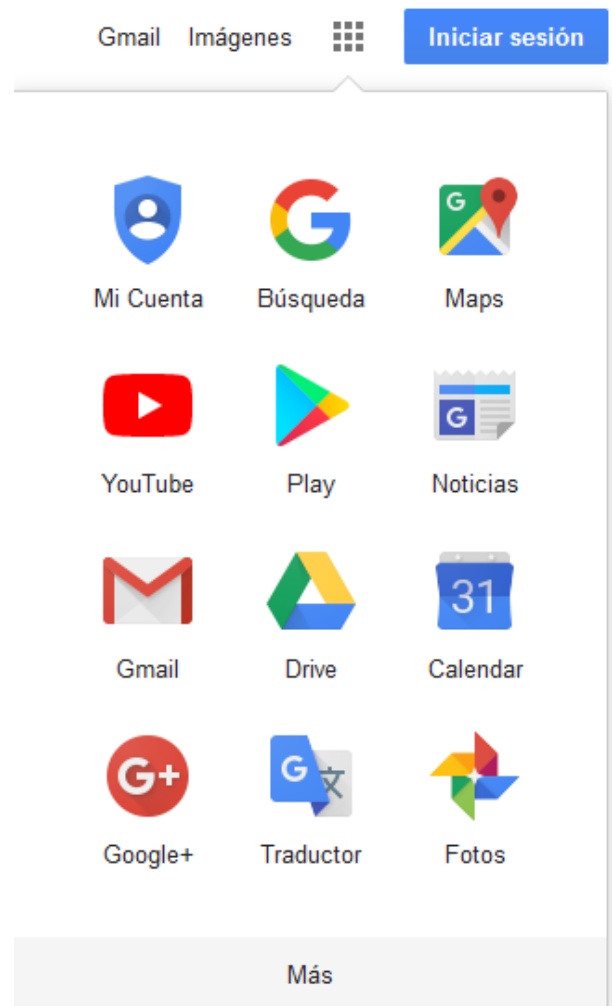 Gmail Imágenes Iniciar sesión
G G
Mi Cuenta Búsqueda Maps
G
YouTube Play Noticias
31
Gmail Drive Calendar
G+ G 文
Google+ Traductor Fotos
Más